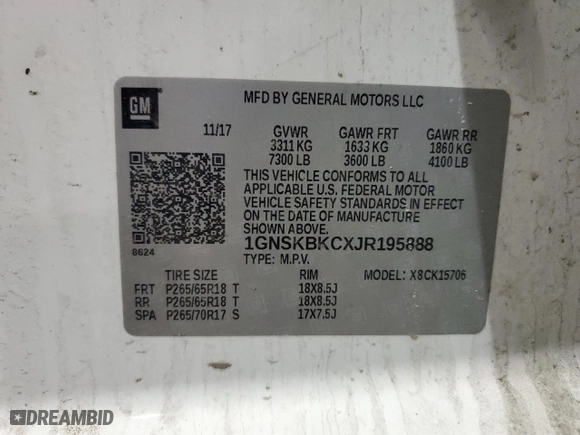 GM
MFD BY GENERAL MOTORS LLC
11/17 GVWR GAWR FRT GAWR RR
3311 KG 1633 KG 1860 KG
7300 LB 3600 LB 4100 LB
THIS VEHICLE CONFORMS TO ALL
APPLICABLE U.S. FEDERAL MOTOR
VEHICLE SAFETY STANDARDS IN EFFECT
ON THE DATE OF MANUFACTURE
SHOWN ABOVE.
8624
1GNSKBKCXJR195888
TYPE: M.P.V.
TIRE SIZE RIM MODEL: X8CK15706
FRT P265/65R18 T 18X8.5J
RR P265/65R18 T 18X8.5J
SPA P265/70R17 S 17X7.5J
DREAMBID